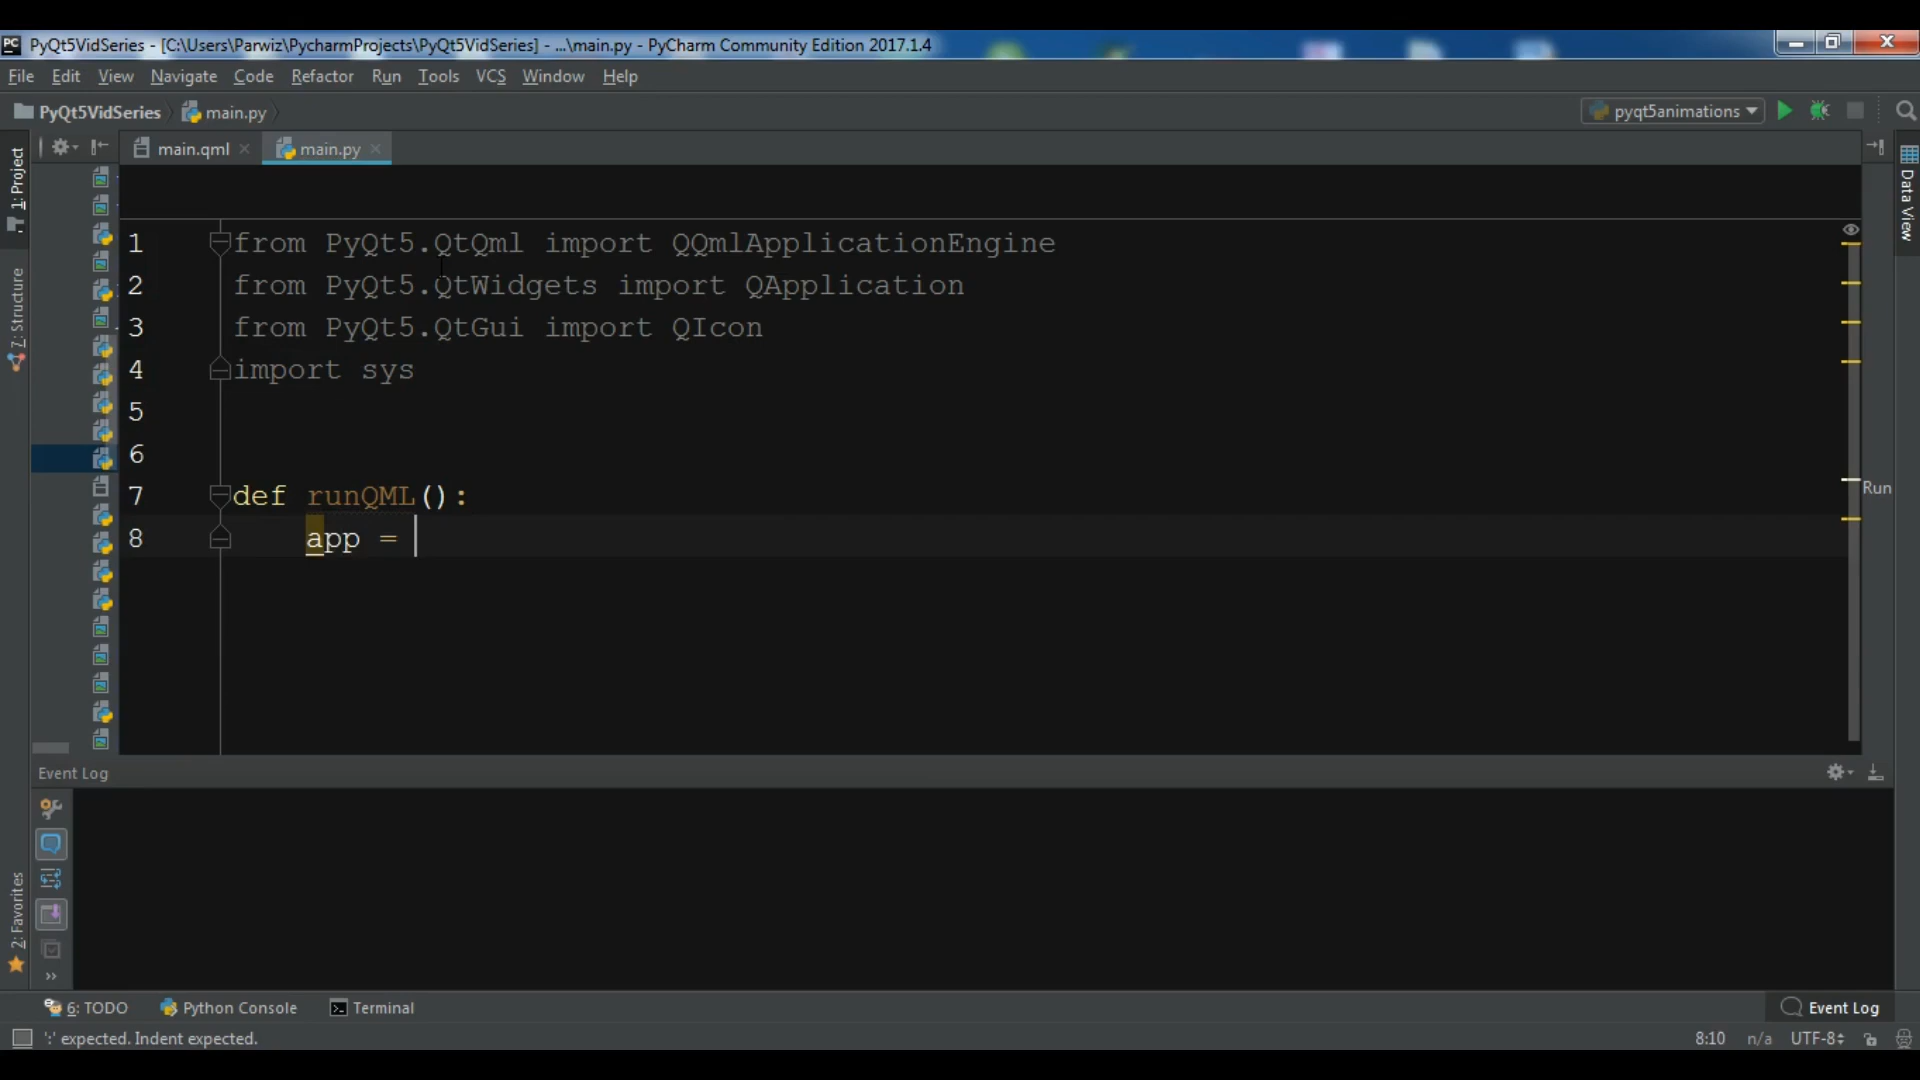 PyQt5VidSeries - [C:\Users\Parwiz\PycharmProjects\PyQt5VidSeries] - ...\main.py - PyCharm Community Edition 2017.1.4
File Edit View Navigate Code Refactor Run Tools VCS Window Help
PyQt5VidSeries main.py pyqt5animations
main.qml main.py
1: Project
7: Structure
2: Favorites
Data View
Run
1 from PyQt5.QtQml import QQmlApplicationEngine
2 from PyQt5.QtWidgets import QApplication
3 from PyQt5.QtGui import QIcon
4 import sys
5
6
7 def runQML():
8 app =
Event Log
6: TODO Python Console Terminal Event Log
':' expected. Indent expected. 8:10 n/a UTF-8